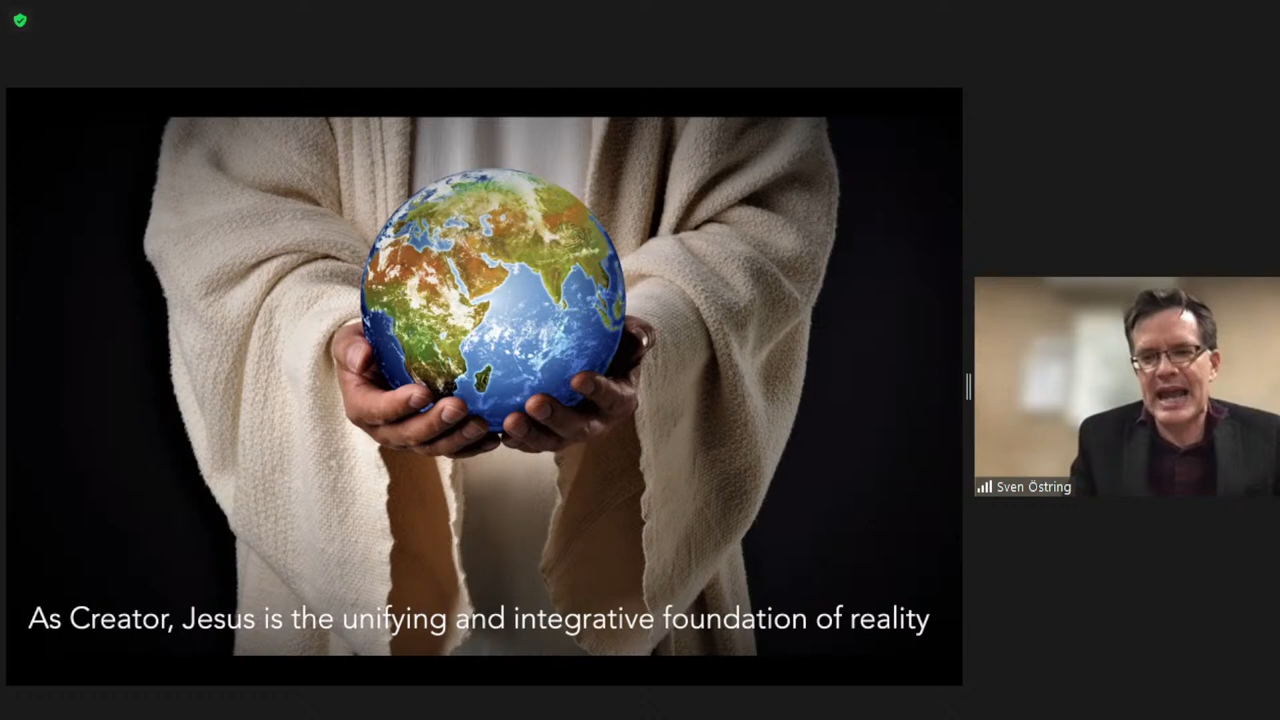 As Creator, Jesus is the unifying and integrative foundation of reality
Sven Östring